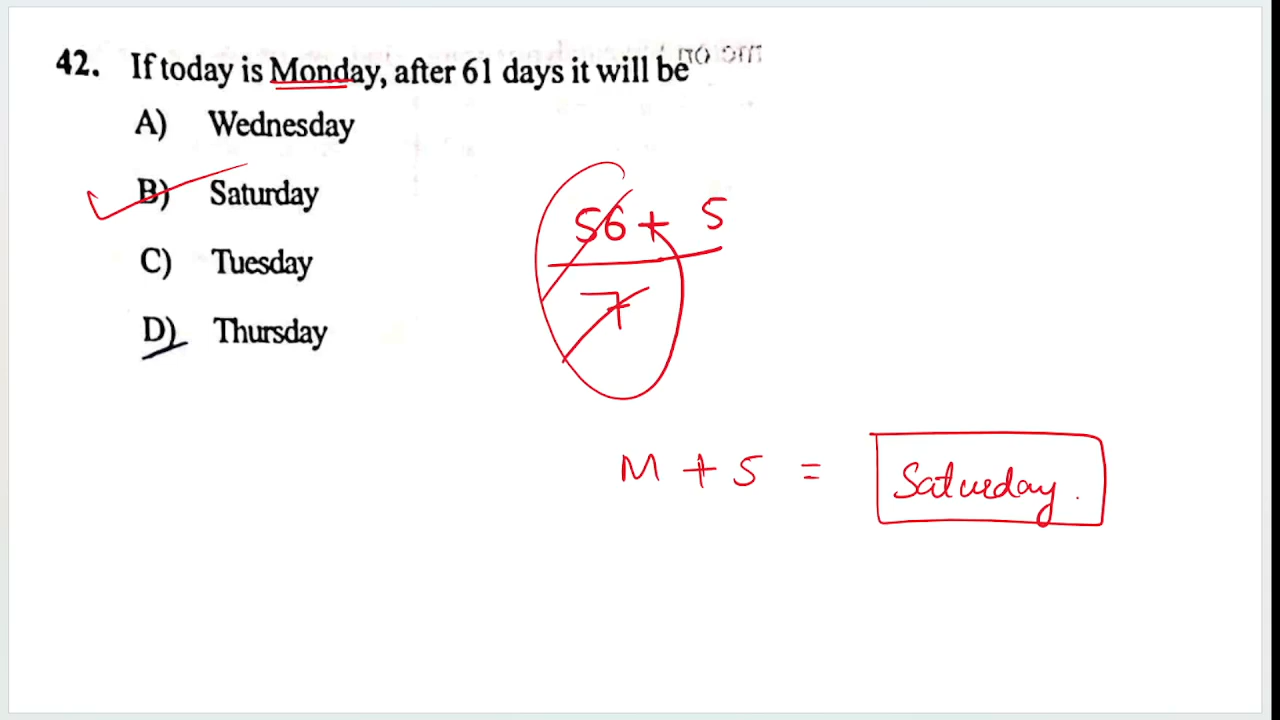 42. If today is Monday, after 61 days it will be
A) Wednesday
B) Saturday
C) Tuesday
D) Thursday
56 + 5
7
M + 5 = Saturday.